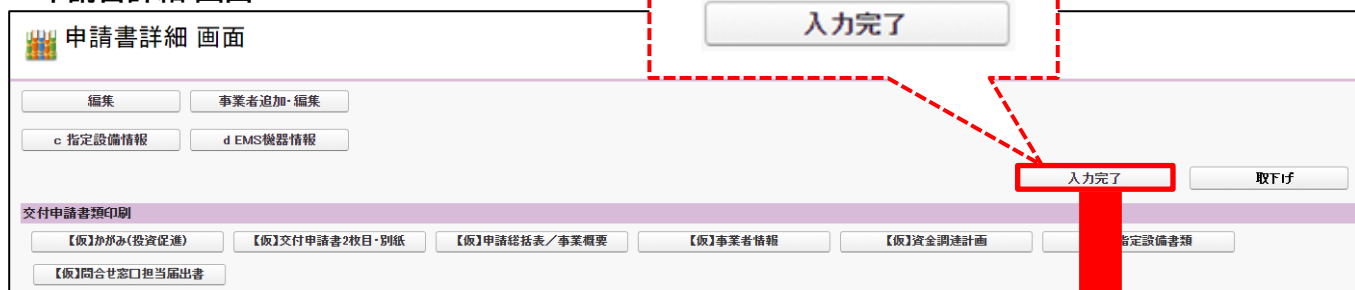 入力完了
申請書詳細 画面
編集 事業者追加・編集
c 指定設備情報 d EMS機器情報
入力完了 取下げ
交付申請書類印刷
【仮】かがみ(投資促進) 【仮】交付申請書2枚目・別紙 【仮】申請総括表／事業概要 【仮】事業者情報 【仮】資金調達計画 指定設備書類
【仮】問合せ窓口担当届出書